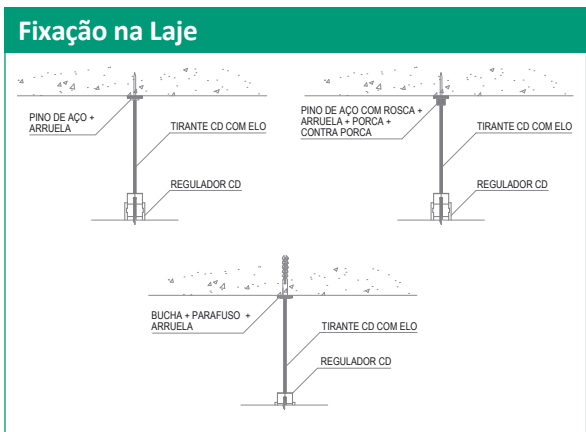 Fixação na Laje
PINO DE AÇO +
ARRUELA
TIRANTE CD COM ELO
REGULADOR CD
PINO DE AÇO COM ROSCA +
ARRUELA + PORCA +
CONTRA PORCA
TIRANTE CD COM ELO
REGULADOR CD
BUCHA + PARAFUSO +
ARRUELA
TIRANTE CD COM ELO
REGULADOR CD